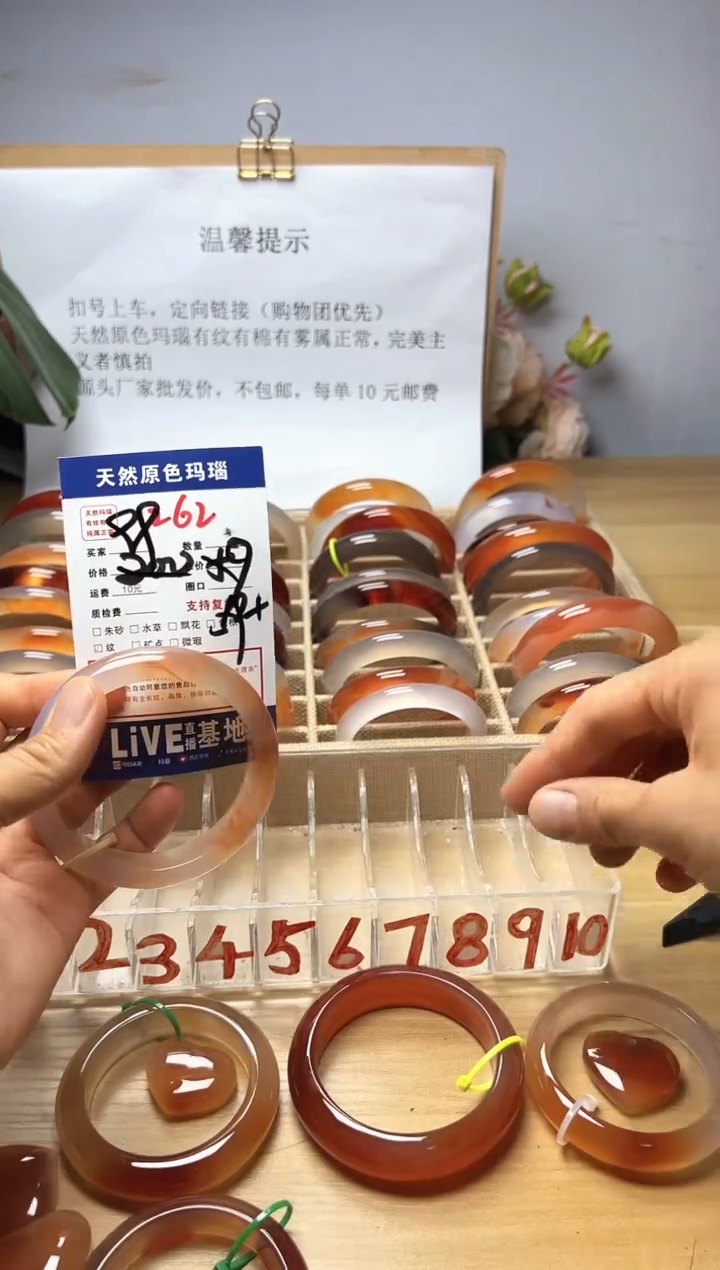 温馨提示
扣号上车，定向链接（购物团优先）
天然原色玛瑙有纹有棉有雾属正常，完美主
义者慎拍
源头厂家批发价，不包邮，每单10元邮费
天然原色玛瑙
262
买家
数量
价格
运费 10元
圈口
质检费
支持复
□朱砂 □水草 □飘花
□纹 □矿点 □微瑕
LiVE直播基地
2 3 4 5 6 7 8 9 10